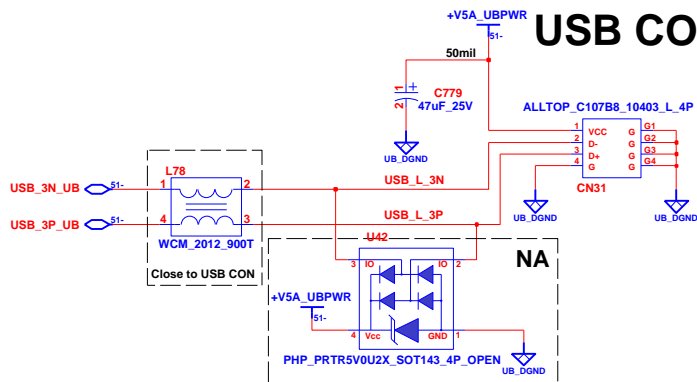 +V5A_UBPWR
USB CO
51-
50mil
1
+
2
C779
47uF_25V
UB_DGND
ALLTOP_C107B8_10403_L_4P
1 VCC G G1
2 D- G G2
3 D+ G G3
4 G G G4
CN31
UB_DGND
UB_DGND
L78
USB_3N_UB 51- 1 2 USB_L_3N
USB_3P_UB 51- 4 3 USB_L_3P
WCM_2012_900T
Close to USB CON
U42
NA
3 IO IO 2
+V5A_UBPWR
51-
4 Vcc GND 1
PHP_PRTR5V0U2X_SOT143_4P_OPEN
UB_DGND